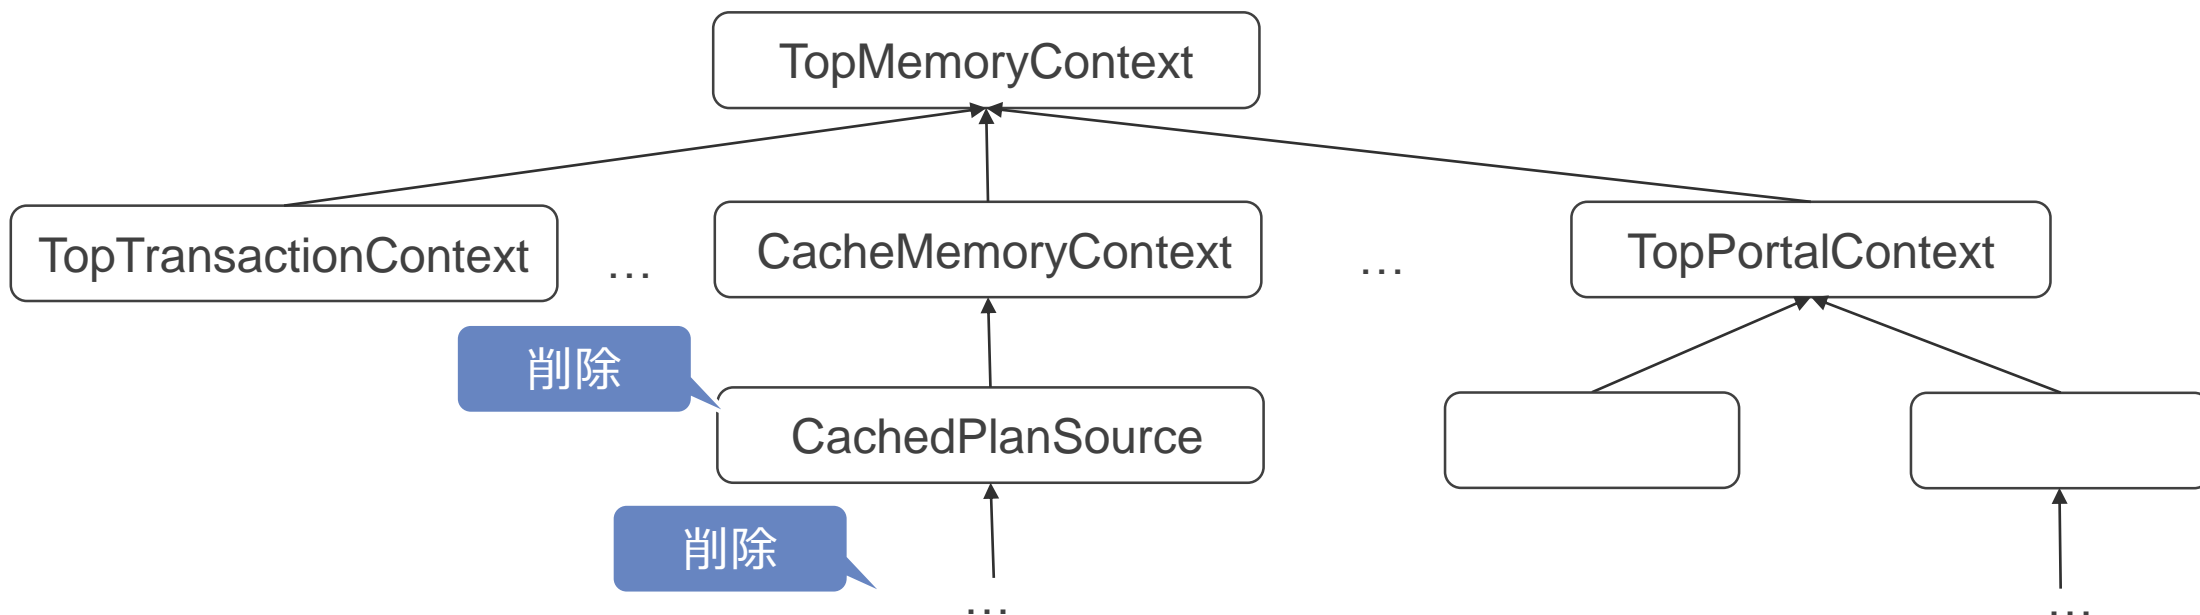 TopMemoryContext
TopTransactionContext
…
CacheMemoryContext
…
TopPortalContext
削除
CachedPlanSource
削除
…
…